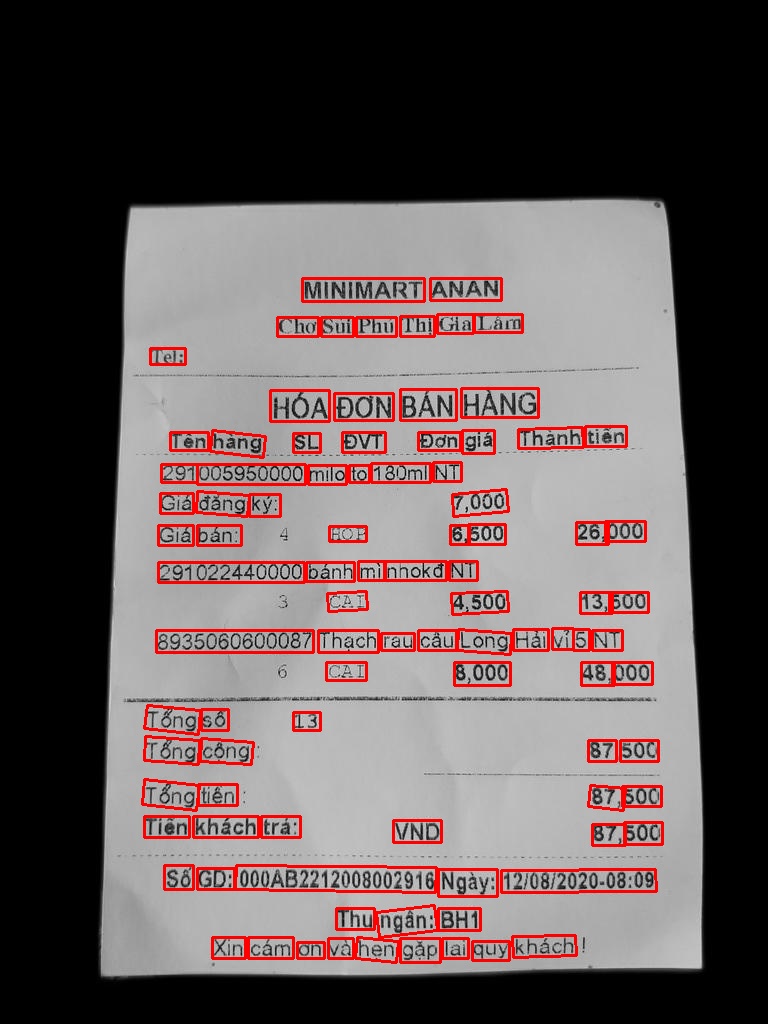 MINIMART ANAN
Chợ Sủi Phú Thị Gia Lâm
Tel:
HÓA ĐƠN BÁN HÀNG
Tên hàng SL ĐVT Đơn giá Thành tiền
291005950000 milo to 180ml NT
Giá đăng ký: 7,000
Giá bán: 4 HOP 6,500 26,000
291022440000 bánh mì nhokđ NT
3 CAI 4,500 13,500
8935060600087 Thạch rau câu Long Hải vỉ 5 NT
6 CAI 8,000 48,000
Tổng số 13
Tổng cộng: 87,500
Tổng tiền: 87,500
Tiền khách trả: VND 87,500
Số GD: 000AB2212008002916 Ngày: 12/08/2020-08:09
Thu ngân: BH1
Xin cám ơn và hẹn gặp lại quý khách !